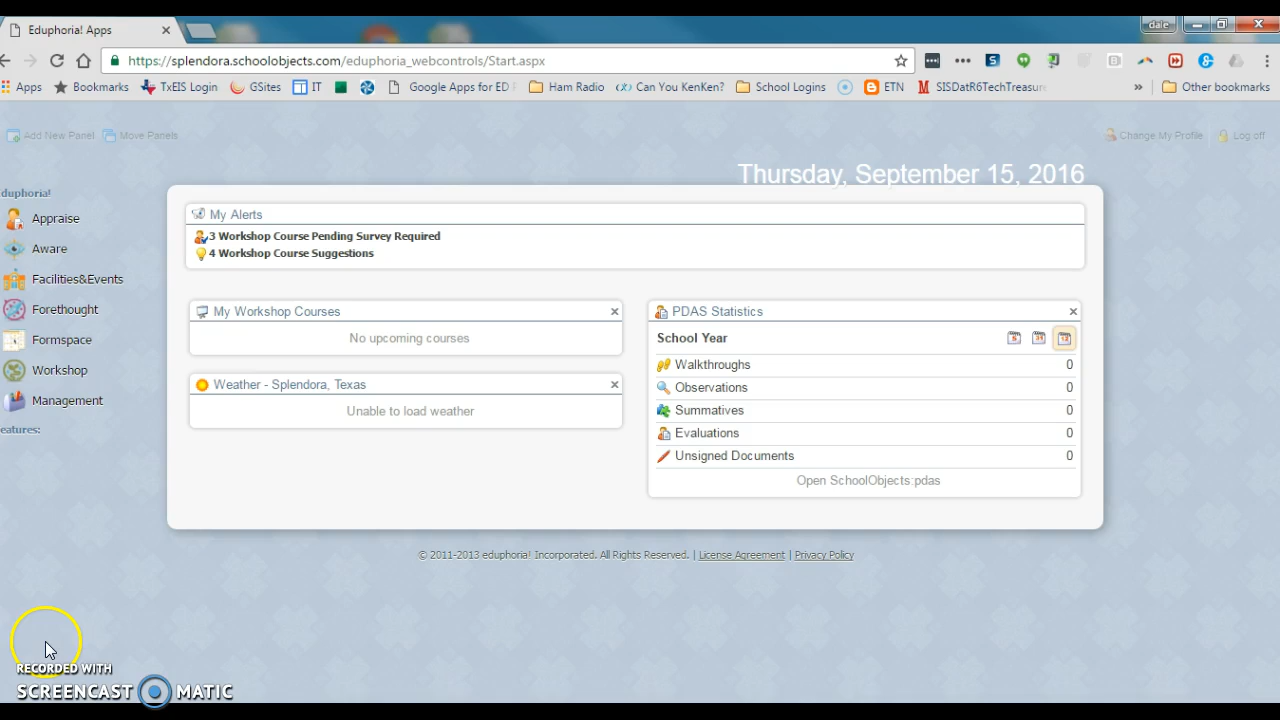 Eduphoria! Apps
dale
https://splendora.schoolobjects.com/eduphoria_webcontrols/Start.aspx
Apps Bookmarks TxEIS Login GSites IT Google Apps for ED Ham Radio Can You KenKen? School Logins ETN SISDatR6TechTreasur » Other bookmarks
Add New Panel Move Panels Change My Profile Log off
Thursday, September 15, 2016
duphoria!
Appraise
Aware
Facilities&Events
Forethought
Formspace
Workshop
Management
eatures:
My Alerts
3 Workshop Course Pending Survey Required
4 Workshop Course Suggestions
My Workshop Courses
No upcoming courses
Weather - Splendora, Texas
Unable to load weather
PDAS Statistics
School Year
Walkthroughs 0
Observations 0
Summatives 0
Evaluations 0
Unsigned Documents 0
Open SchoolObjects:pdas
© 2011-2013 eduphoria! Incorporated. All Rights Reserved. | License Agreement | Privacy Policy
RECORDED WITH
SCREENCAST MATIC